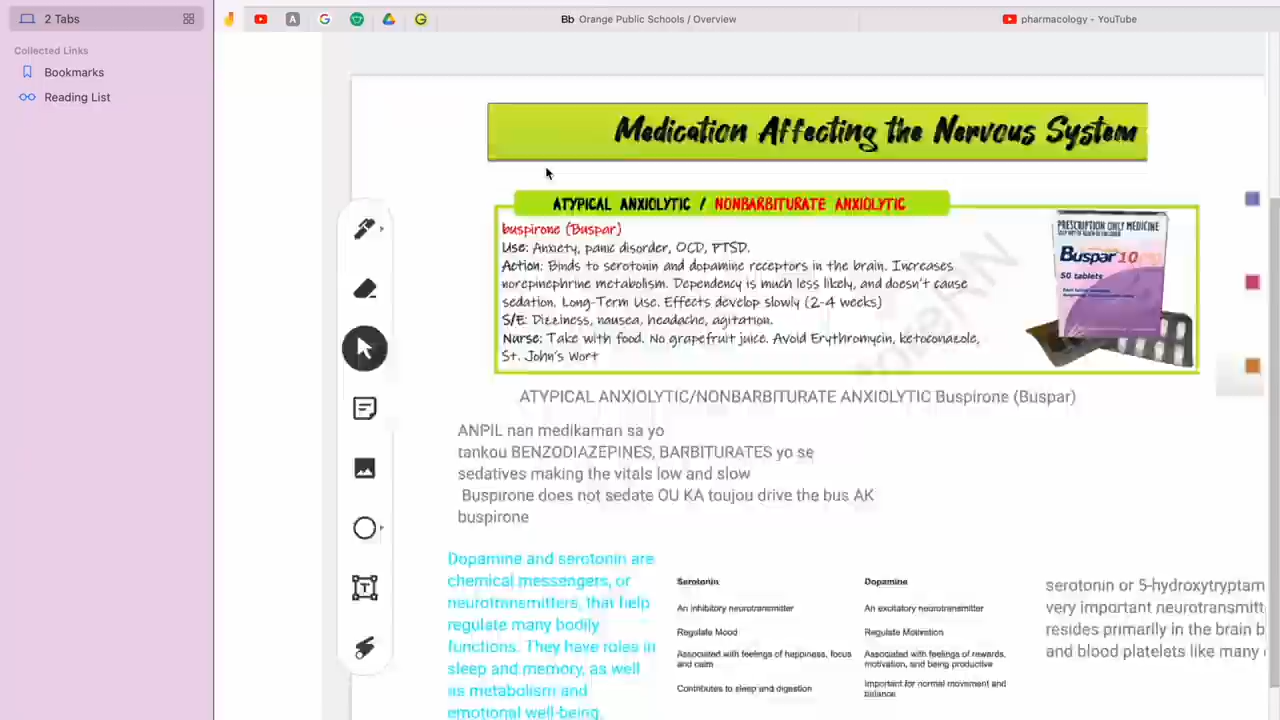 2 Tabs
Collected Links
Bookmarks
Reading List
A
G
Bb Orange Public Schools / Overview
pharmacology - YouTube
Medication Affecting the Nervous System
ATYPICAL ANXIOLYTIC / NONBARBITURATE ANXIOLYTIC
buspirone (Buspar)
Use: Anxiety, panic disorder, OCD, PTSD.
Action: Binds to serotonin and dopamine receptors in the brain. Increases
norepinephrine metabolism. Dependency is much less likely, and doesn't cause
sedation. Long-Term Use. Effects develop slowly (2-4 weeks)
S/E: Dizziness, nausea, headache, agitation.
Nurse: Take with food. No grapefruit juice. Avoid Erythromycin, ketoconazole,
St. John's Wort
PRESCRIPTION ONLY MEDICINE
Buspar 10
50 tablets
ATYPICAL ANXIOLYTIC/NONBARBITURATE ANXIOLYTIC Buspirone (Buspar)
ANPIL nan medikaman sa yo
tankou BENZODIAZEPINES, BARBITURATES yo se
sedatives making the vitals low and slow
Buspirone does not sedate OU KA toujou drive the bus AK
buspirone
Dopamine and serotonin are
chemical messengers, or
neurotransmitters, that help
regulate many bodily
functions. They have roles in
sleep and memory, as well
as metabolism and
emotional well-being.
Serotonin Dopamine
An inhibitory neurotransmitter An excitatory neurotransmitter
Regulate Mood Regulate Motivation
Associated with feelings of happiness, focus Associated with feelings of rewards,
and calm motivation, and being productive
Contributes to sleep and digestion Important for normal movement and
balance
serotonin or 5-hydroxytryptam
very important neurotransmitt
resides primarily in the brain b
and blood platelets like many